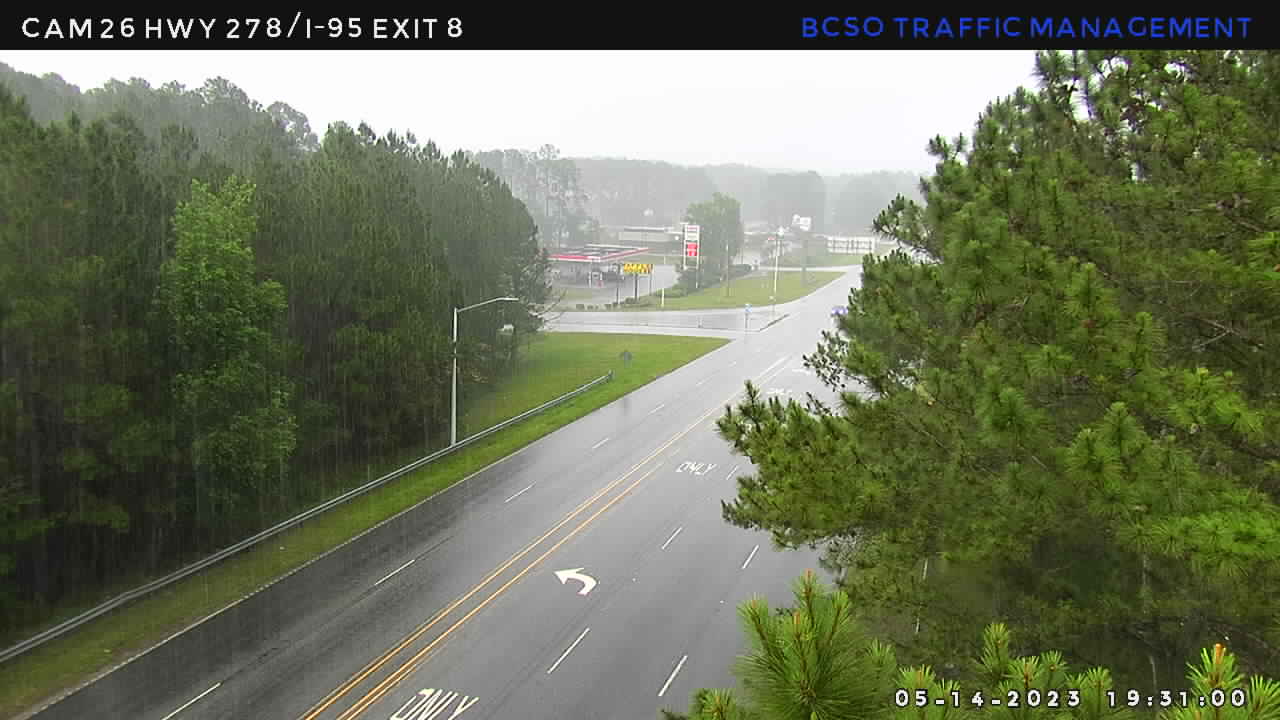 CAM 26 HWY 278/I-95 EXIT 8
BCSO TRAFFIC MANAGEMENT
ONLY
ONLY
05-14-2023 19:31:00